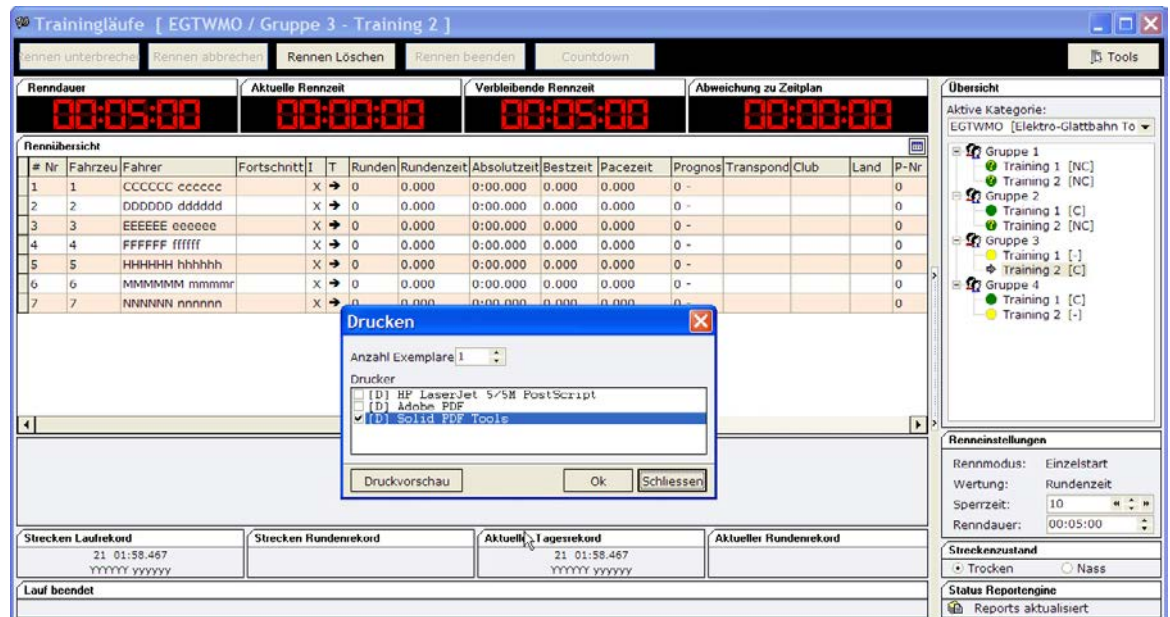 Trainingläufe [ EGTWMO / Gruppe 3 - Training 2 ]
Rennen unterbrechen Rennen abbrechen Rennen Löschen Rennen beenden Countdown Tools
Renndauer Aktuelle Rennzeit Verbleibende Rennzeit Abweichung zu Zeitplan
00:05:00 00:00:00 00:05:00 00:00:00
Rennübersicht
# Nr Fahrzeu Fahrer Fortschritt I T Runden Rundenzeit Absolutzeit Bestzeit Pacezeit Prognos Transpond Club Land P-Nr
1 1 CCCCCC cccccc X ➔ 0 0.000 0:00.000 0.000 0.000 0 - 0
2 2 DDDDDD dddddd X ➔ 0 0.000 0:00.000 0.000 0.000 0 - 0
3 3 EEEEEE eeeeee X ➔ 0 0.000 0:00.000 0.000 0.000 0 - 0
4 4 FFFFFF ffffff X ➔ 0 0.000 0:00.000 0.000 0.000 0 - 0
5 5 HHHHHH hhhhhh X ➔ 0 0.000 0:00.000 0.000 0.000 0 - 0
6 6 MMMMMM mmmmr X ➔ 0 0.000 0:00.000 0.000 0.000 0 - 0
7 7 NNNNNN nnnnnn X ➔ 0 0.000 0:00.000 0.000 0.000 0 - 0
Drucken
Anzahl Exemplare 1
Drucker
[D] HP LaserJet 5/5M PostScript
[D] Adobe PDF
[D] Solid PDF Tools
Druckvorschau Ok Schliessen
Strecken Laufrekord Strecken Rundenrekord Aktueller Tagesrekord Aktueller Rundenrekord
21 01:58.467 21 01:58.467
YYYYYY yyyyyy YYYYYY yyyyyy
Lauf beendet
Übersicht
Aktive Kategorie:
EGTWMO [Elektro-Glattbahn To
Gruppe 1
Training 1 [NC]
Training 2 [NC]
Gruppe 2
Training 1 [C]
Training 2 [NC]
Gruppe 3
Training 1 [-]
Training 2 [C]
Gruppe 4
Training 1 [C]
Training 2 [-]
Renneinstellungen
Rennmodus: Einzelstart
Wertung: Rundenzeit
Sperrzeit: 10
Renndauer: 00:05:00
Streckenzustand
Trocken Nass
Status Reportengine
Reports aktualisiert